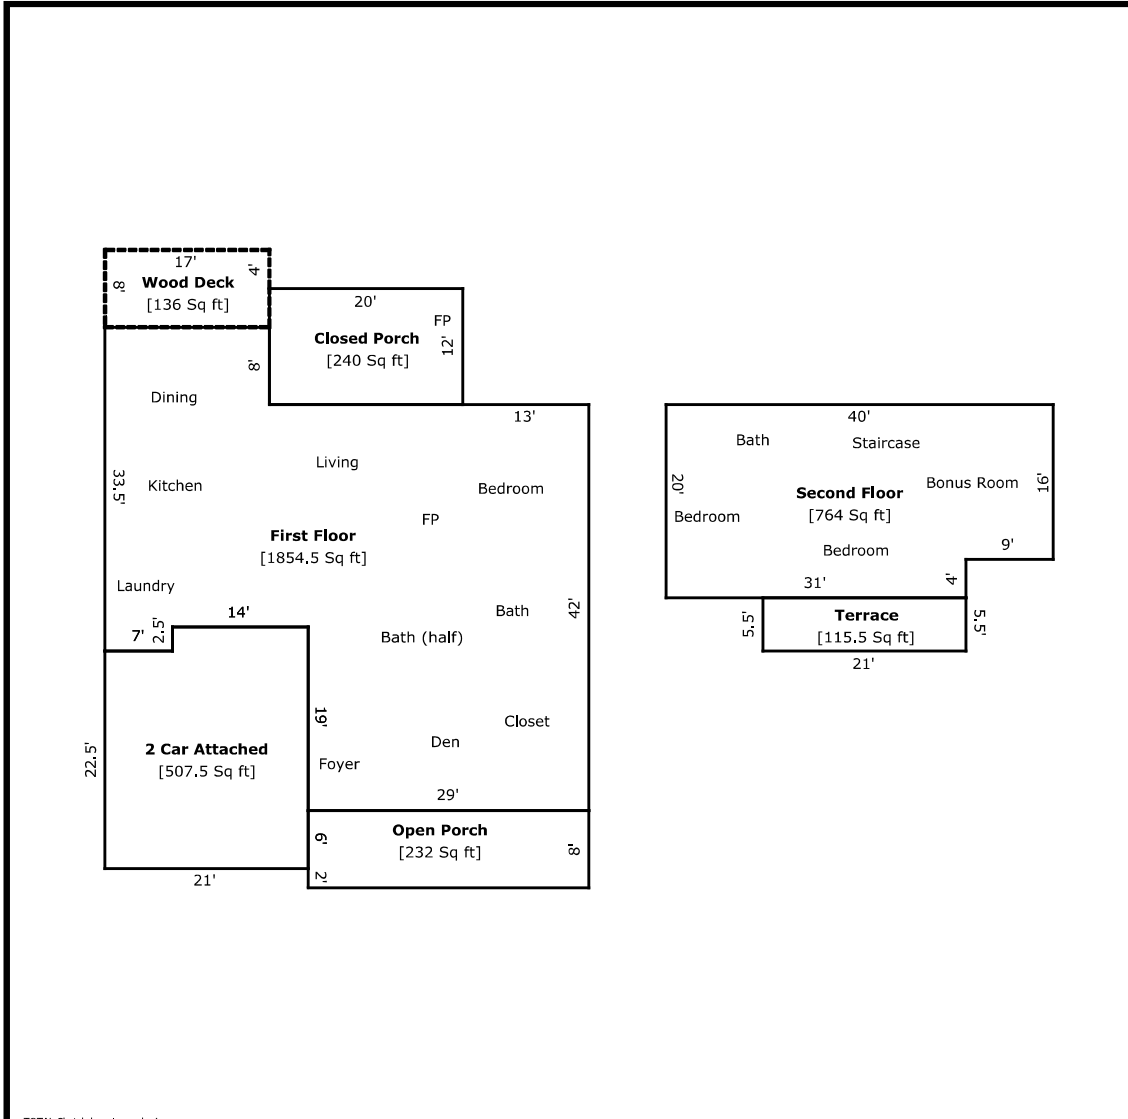 17'
4'
8'
Wood Deck
[136 Sq ft]
20'
FP
12'
Closed Porch
[240 Sq ft]
8'
Dining
13'
Living
33.5'
Kitchen
Bedroom
FP
First Floor
[1854.5 Sq ft]
Laundry
14'
7'
2.5'
Bath
42'
Bath (half)
19'
Closet
Den
Foyer
22.5'
2 Car Attached
[507.5 Sq ft]
29'
Open Porch
[232 Sq ft]
6'
8'
21'
2'
40'
Bath
Staircase
20'
Second Floor
[764 Sq ft]
Bonus Room
16'
Bedroom
Bedroom
9'
31'
4'
5.5'
Terrace
[115.5 Sq ft]
5.5'
21'